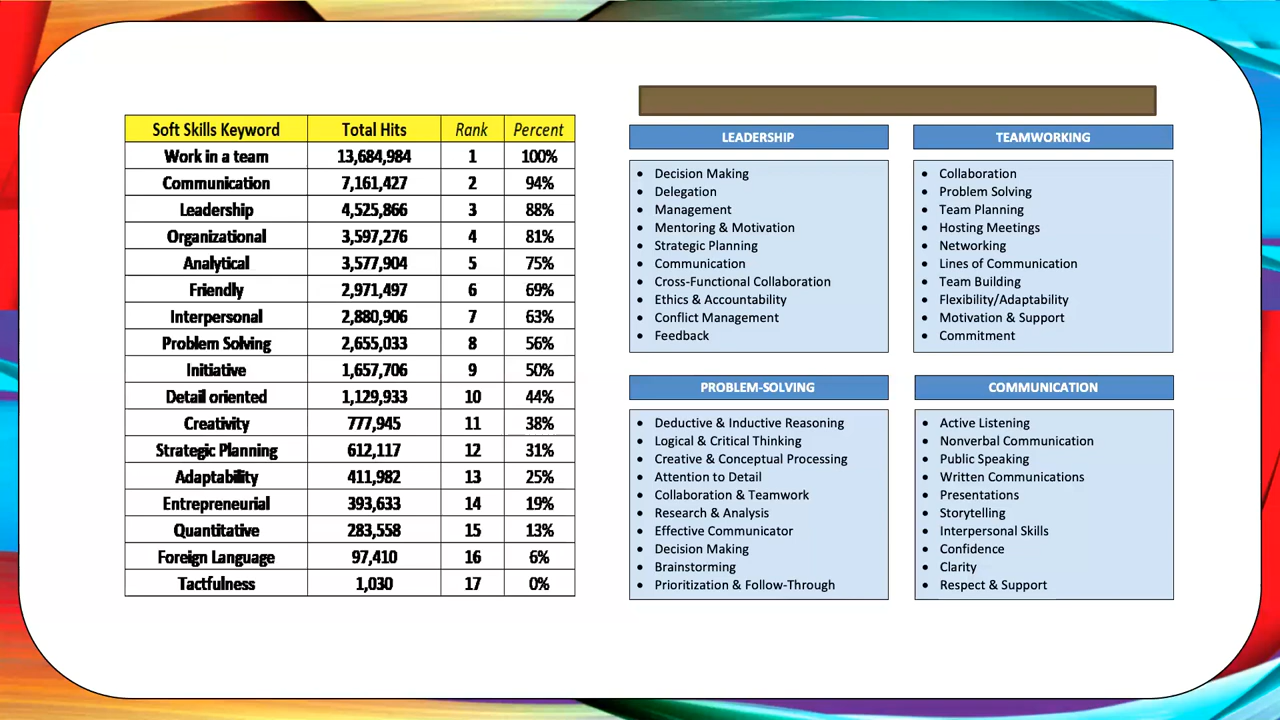 Soft Skills Keyword Total Hits Rank Percent
Work in a team 13,684,984 1 100%
Communication 7,161,427 2 94%
Leadership 4,525,866 3 88%
Organizational 3,597,276 4 81%
Analytical 3,577,904 5 75%
Friendly 2,971,497 6 69%
Interpersonal 2,880,906 7 63%
Problem Solving 2,655,033 8 56%
Initiative 1,657,706 9 50%
Detail oriented 1,129,933 10 44%
Creativity 777,945 11 38%
Strategic Planning 612,117 12 31%
Adaptability 411,982 13 25%
Entrepreneurial 393,633 14 19%
Quantitative 283,558 15 13%
Foreign Language 97,410 16 6%
Tactfulness 1,030 17 0%
LEADERSHIP
• Decision Making
• Delegation
• Management
• Mentoring & Motivation
• Strategic Planning
• Communication
• Cross-Functional Collaboration
• Ethics & Accountability
• Conflict Management
• Feedback
TEAMWORKING
• Collaboration
• Problem Solving
• Team Planning
• Hosting Meetings
• Networking
• Lines of Communication
• Team Building
• Flexibility/Adaptability
• Motivation & Support
• Commitment
PROBLEM-SOLVING
• Deductive & Inductive Reasoning
• Logical & Critical Thinking
• Creative & Conceptual Processing
• Attention to Detail
• Collaboration & Teamwork
• Research & Analysis
• Effective Communicator
• Decision Making
• Brainstorming
• Prioritization & Follow-Through
COMMUNICATION
• Active Listening
• Nonverbal Communication
• Public Speaking
• Written Communications
• Presentations
• Storytelling
• Interpersonal Skills
• Confidence
• Clarity
• Respect & Support